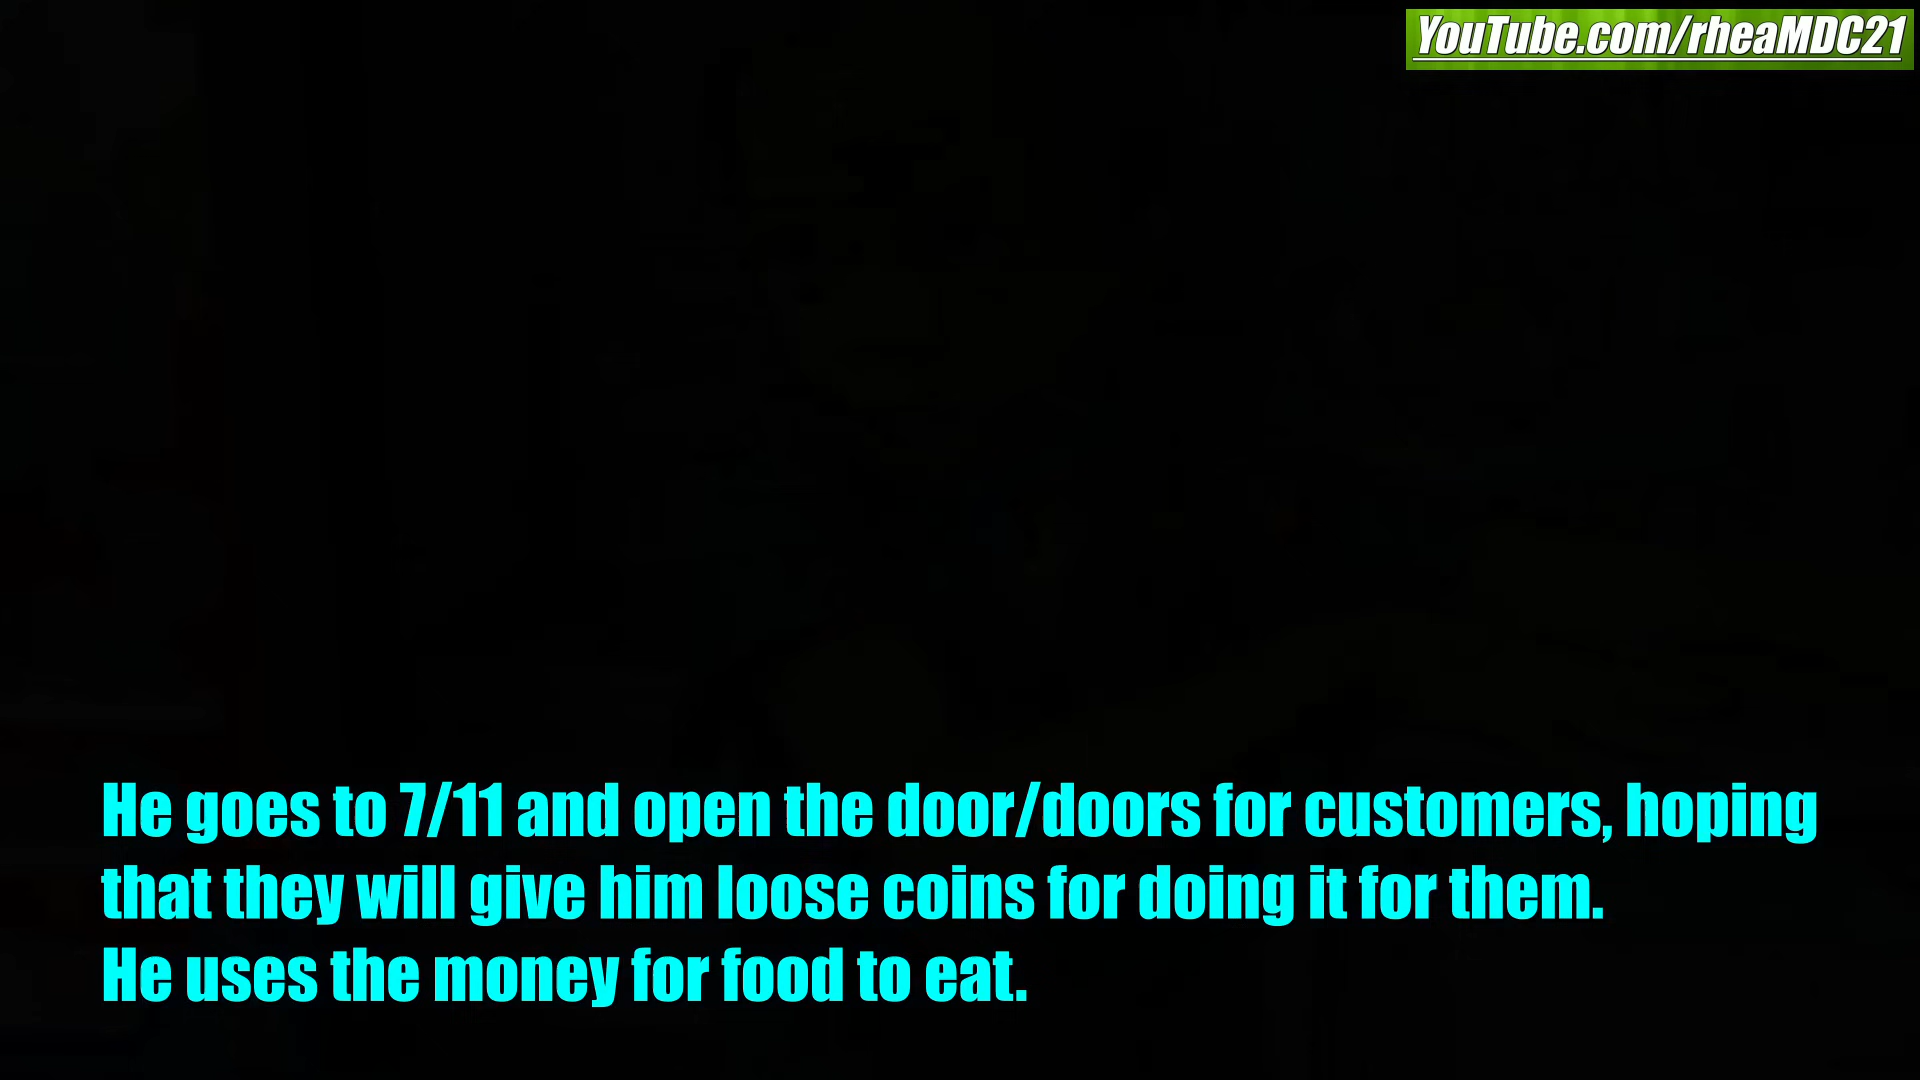 YouTube.com/rheaMDC21
He goes to 7/11 and open the door/doors for customers, hoping
that they will give him loose coins for doing it for them.
He uses the money for food to eat.